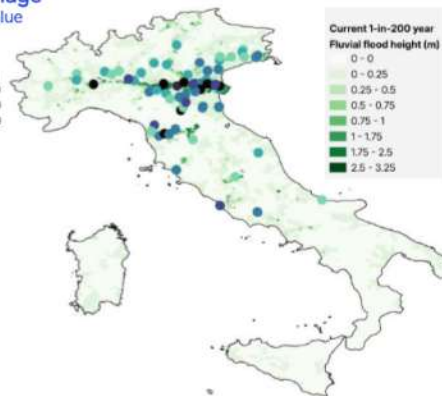 lue
Current 1-in-200 year
Fluvial flood height (m)
0 - 0
0 - 0.25
0.25 - 0.5
0.5 - 0.75
0.75 - 1
1 - 1.75
1.75 - 2.5
2.5 - 3.25